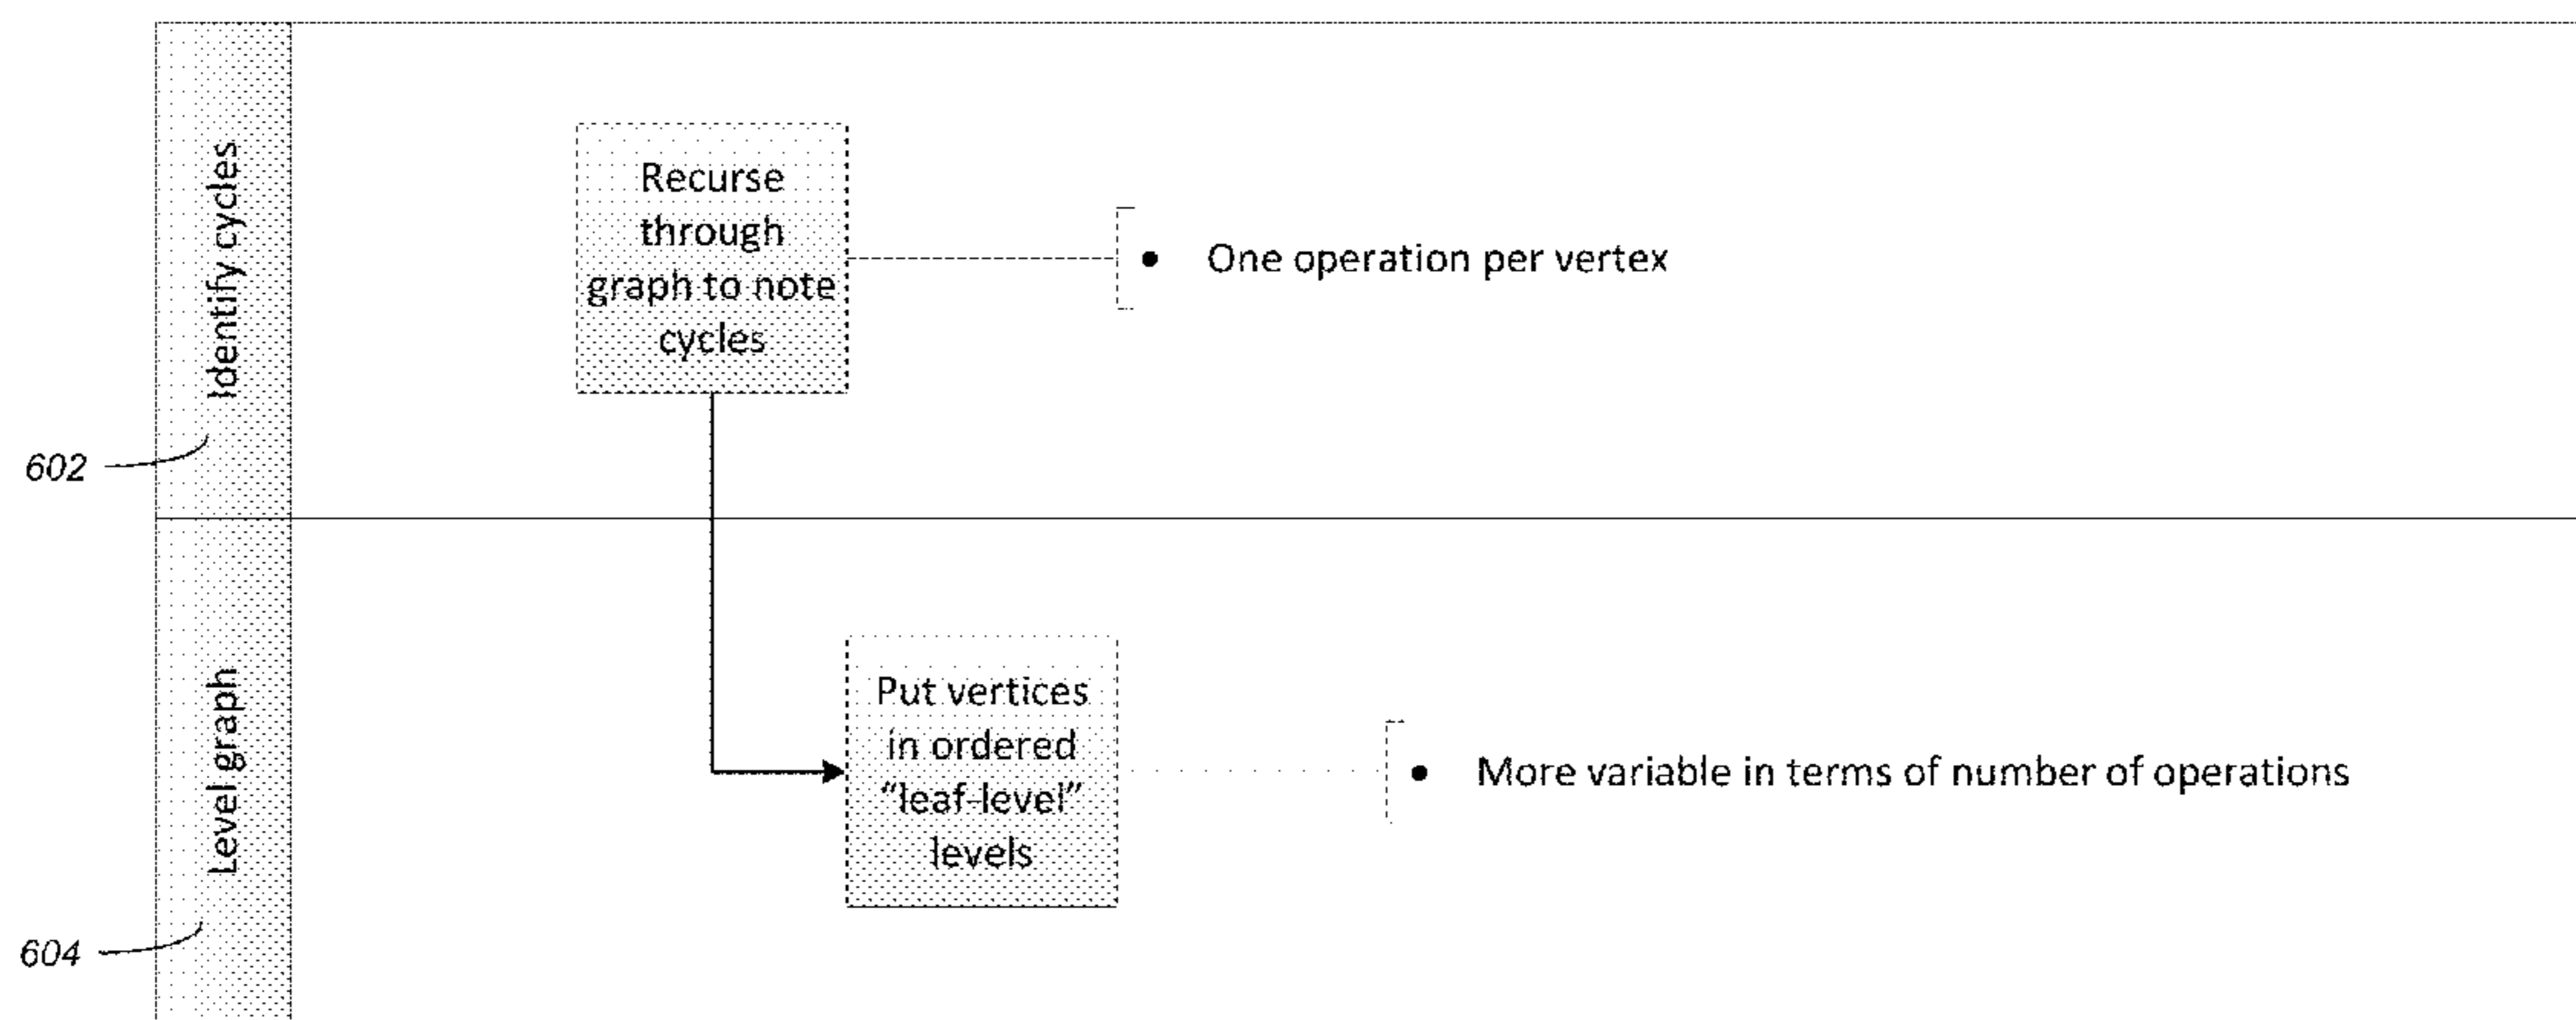 Identify cycles
Recurse
through
graph to note
cycles
• One operation per vertex
602
Level graph
Put vertices
in ordered
“leaf-level”
levels
• More variable in terms of number of operations
604